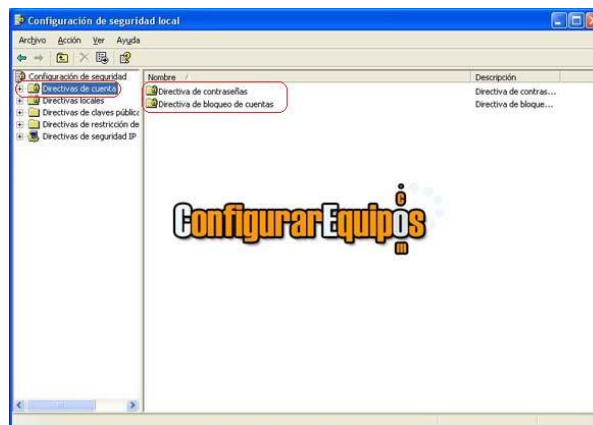 Configuración de seguridad local
Archivo Acción Ver Ayuda
Configuración de seguridad
Directivas de cuenta
Directivas locales
Directivas de claves públic
Directivas de restricción de
Directivas de seguridad IP
Nombre Descripción
Directiva de contraseñas Directiva de contras...
Directiva de bloqueo de cuentas Directiva de bloque...
ConfigurarEquipos
com